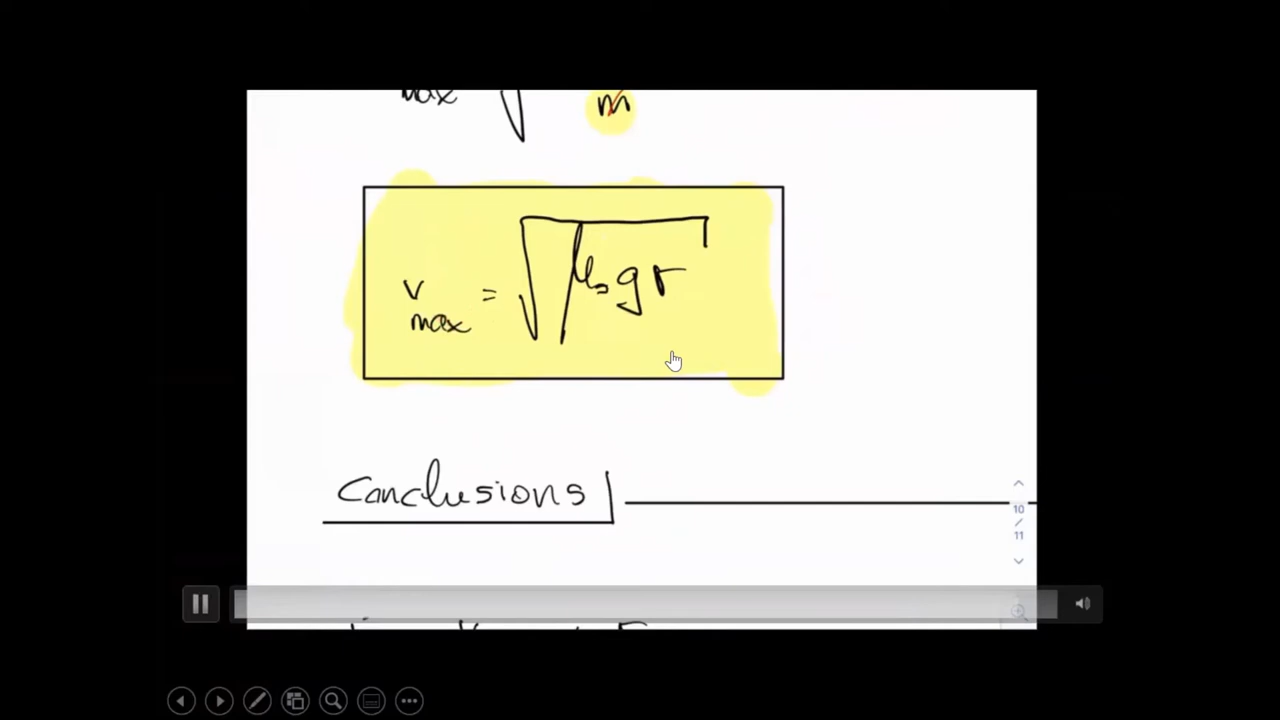 max √ m
v max = √ μs g r
Conclusions
10
/
11